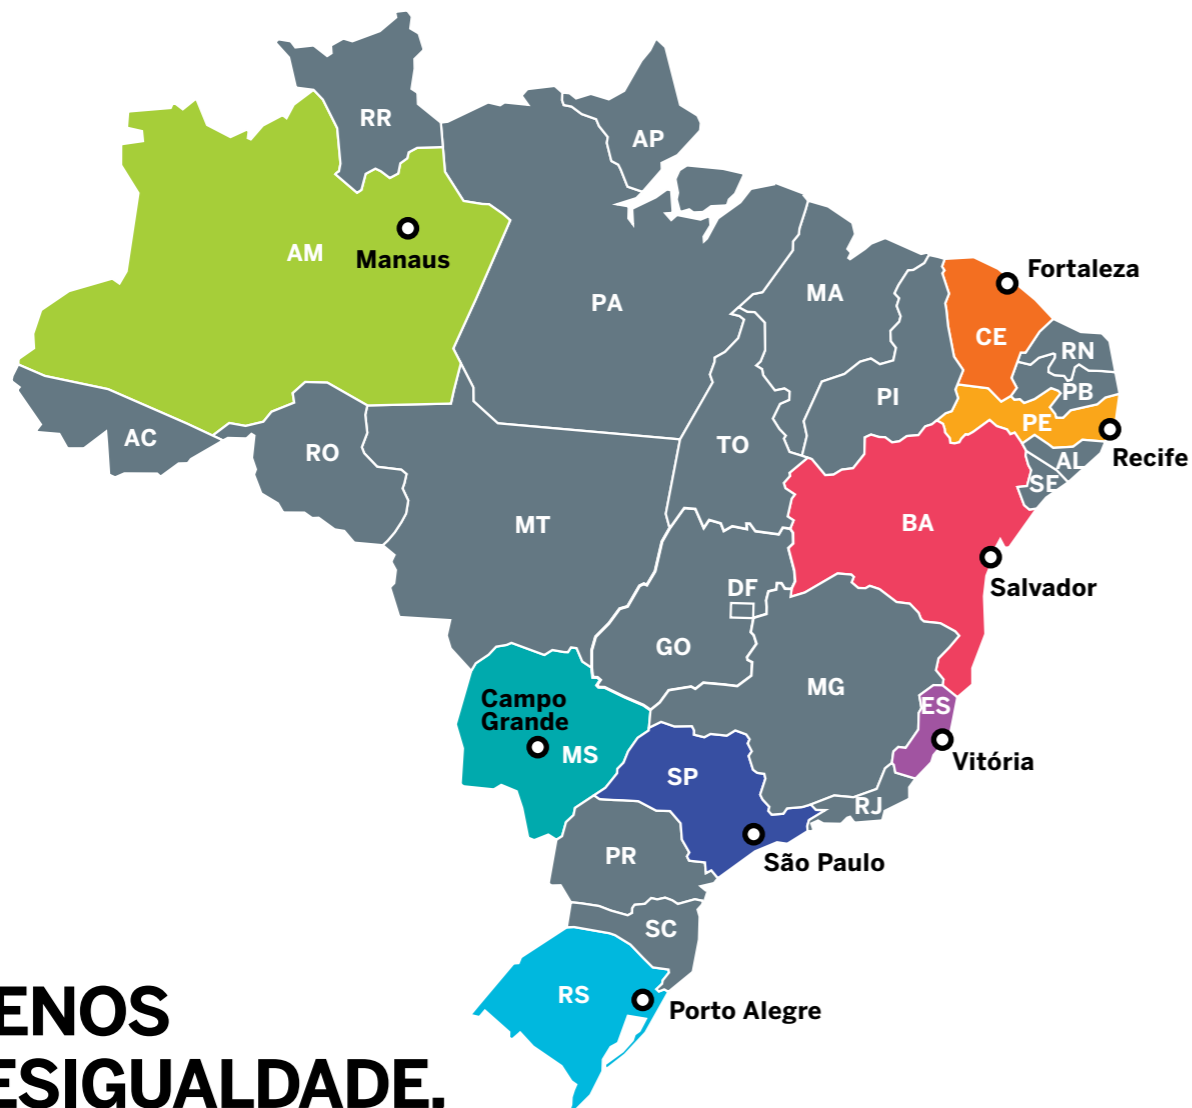 RR
AP
AM
Manaus
PA
MA
Fortaleza
CE
RN
PI
PB
PE
AC
RO
TO
AL
Recife
SE
MT
BA
DF
Salvador
GO
MG
Campo
Grande
ES
MS
Vitória
SP
RJ
PR
São Paulo
SC
RS
Porto Alegre
ENOS
ESIGUALDADE.